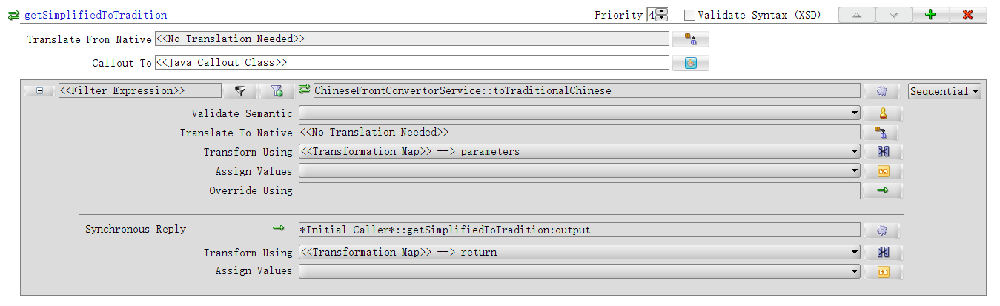 getSimplifiedToTradition Priority 4 Validate Syntax (XSD)
Translate From Native <<No Translation Needed>>
Callout To <<Java Callout Class>>
<<Filter Expression>> ChineseFrontConvertorService::toTraditionalChinese Sequential
Validate Semantic
Translate To Native <<No Translation Needed>>
Transform Using <<Transformation Map>> --> parameters
Assign Values
Override Using
Synchronous Reply *Initial Caller*::getSimplifiedToTradition:output
Transform Using <<Transformation Map>> --> return
Assign Values